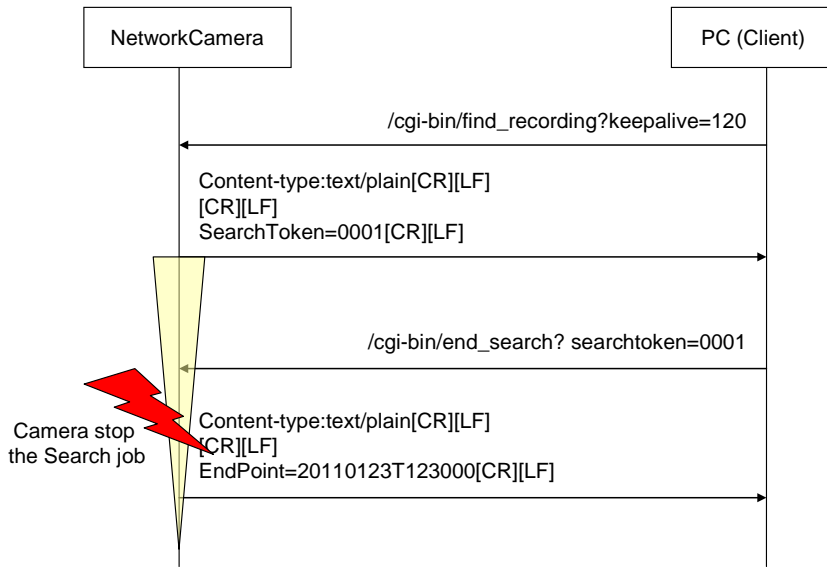 NetworkCamera
PC (Client)
/cgi-bin/find_recording?keepalive=120
Content-type:text/plain[CR][LF]
[CR][LF]
SearchToken=0001[CR][LF]
/cgi-bin/end_search? searchtoken=0001
Camera stop
the Search job
Content-type:text/plain[CR][LF]
[CR][LF]
EndPoint=20110123T123000[CR][LF]